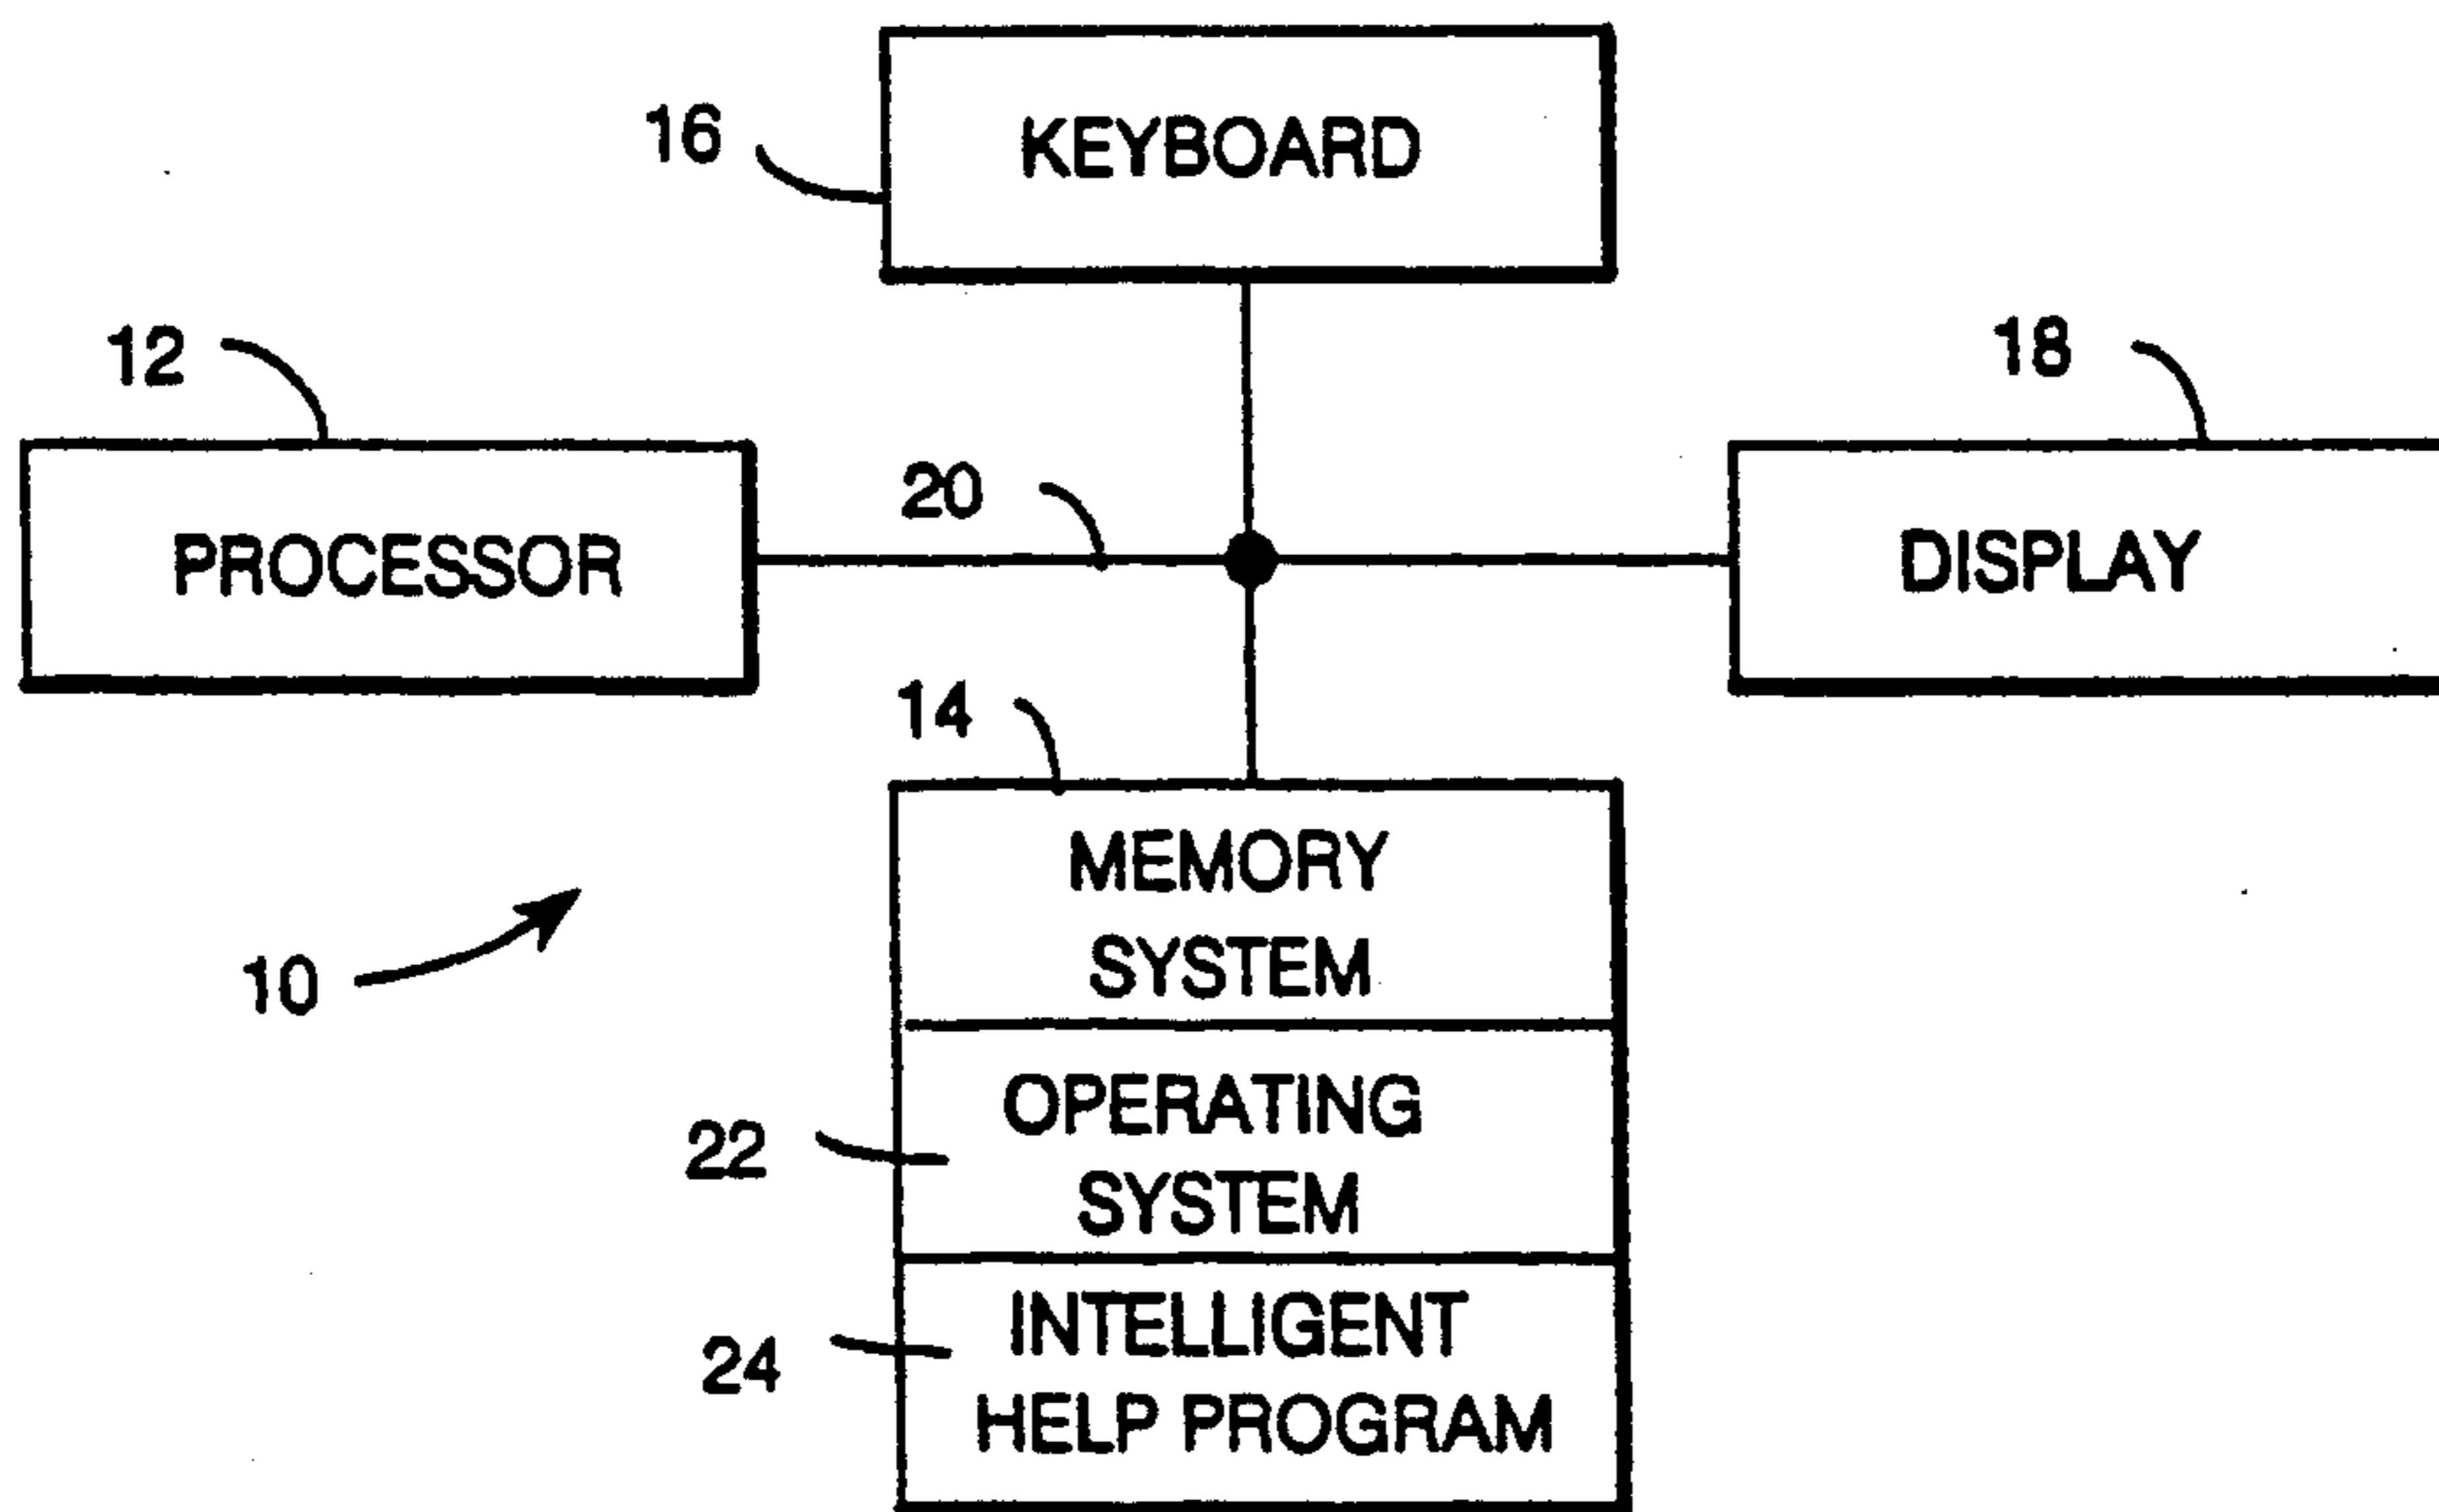 16
KEYBOARD
12
18
20
PROCESSOR
DISPLAY
14
MEMORY
SYSTEM
10
OPERATING
22
SYSTEM
INTELLIGENT
24
HELP PROGRAM